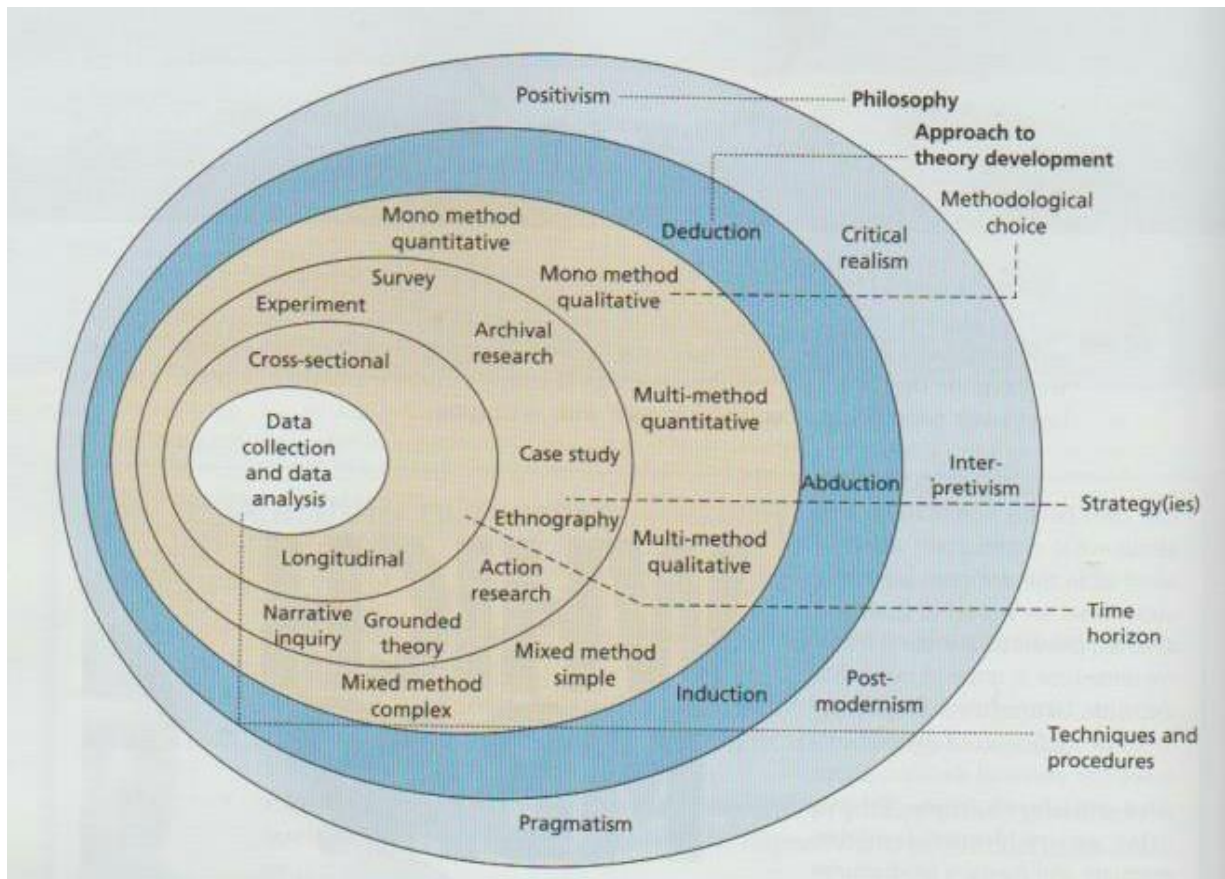 Positivism
Philosophy
Approach to
theory development
Methodological
choice
Mono method
quantitative
Deduction
Critical
realism
Mono method
qualitative
Survey
Experiment
Archival
research
Cross-sectional
Multi-method
quantitative
Data
collection
and data
analysis
Case study
Abduction
Inter-
pretivism
Strategy(ies)
Ethnography
Multi-method
qualitative
Longitudinal
Action
research
Time
horizon
Narrative
inquiry
Grounded
theory
Mixed method
simple
Mixed method
complex
Induction
Post-
modernism
Techniques and
procedures
Pragmatism